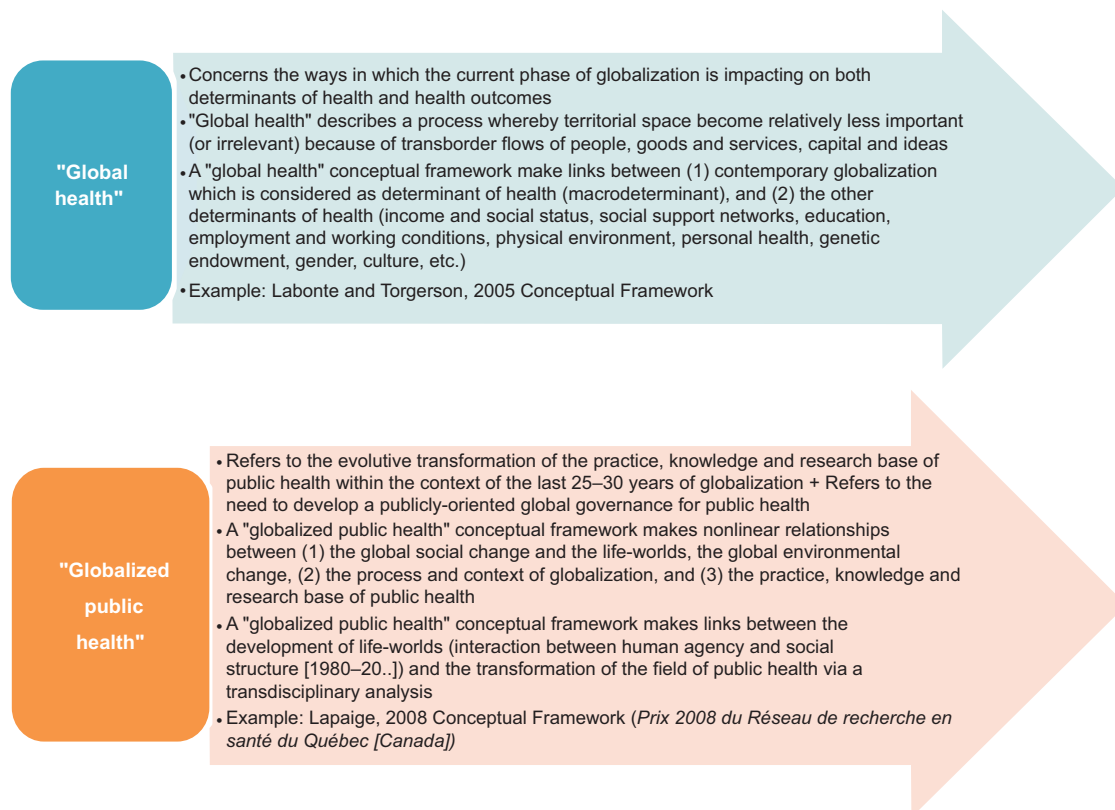 "Global
health"
• Concerns the ways in which the current phase of globalization is impacting on both
determinants of health and health outcomes
• "Global health" describes a process whereby territorial space become relatively less important
(or irrelevant) because of transborder flows of people, goods and services, capital and ideas
• A "global health" conceptual framework make links between (1) contemporary globalization
which is considered as determinant of health (macrodeterminant), and (2) the other
determinants of health (income and social status, social support networks, education,
employment and working conditions, physical environment, personal health, genetic
endowment, gender, culture, etc.)
• Example: Labonte and Torgerson, 2005 Conceptual Framework
"Globalized
public
health"
• Refers to the evolutive transformation of the practice, knowledge and research base of
public health within the context of the last 25–30 years of globalization + Refers to the
need to develop a publicly-oriented global governance for public health
• A "globalized public health" conceptual framework makes nonlinear relationships
between (1) the global social change and the life-worlds, the global environmental
change, (2) the process and context of globalization, and (3) the practice, knowledge and
research base of public health
• A "globalized public health" conceptual framework makes links between the
development of life-worlds (interaction between human agency and social
structure [1980–20..]) and the transformation of the field of public health via a
transdisciplinary analysis
• Example: Lapaige, 2008 Conceptual Framework (Prix 2008 du Réseau de recherche en
santé du Québec [Canada])